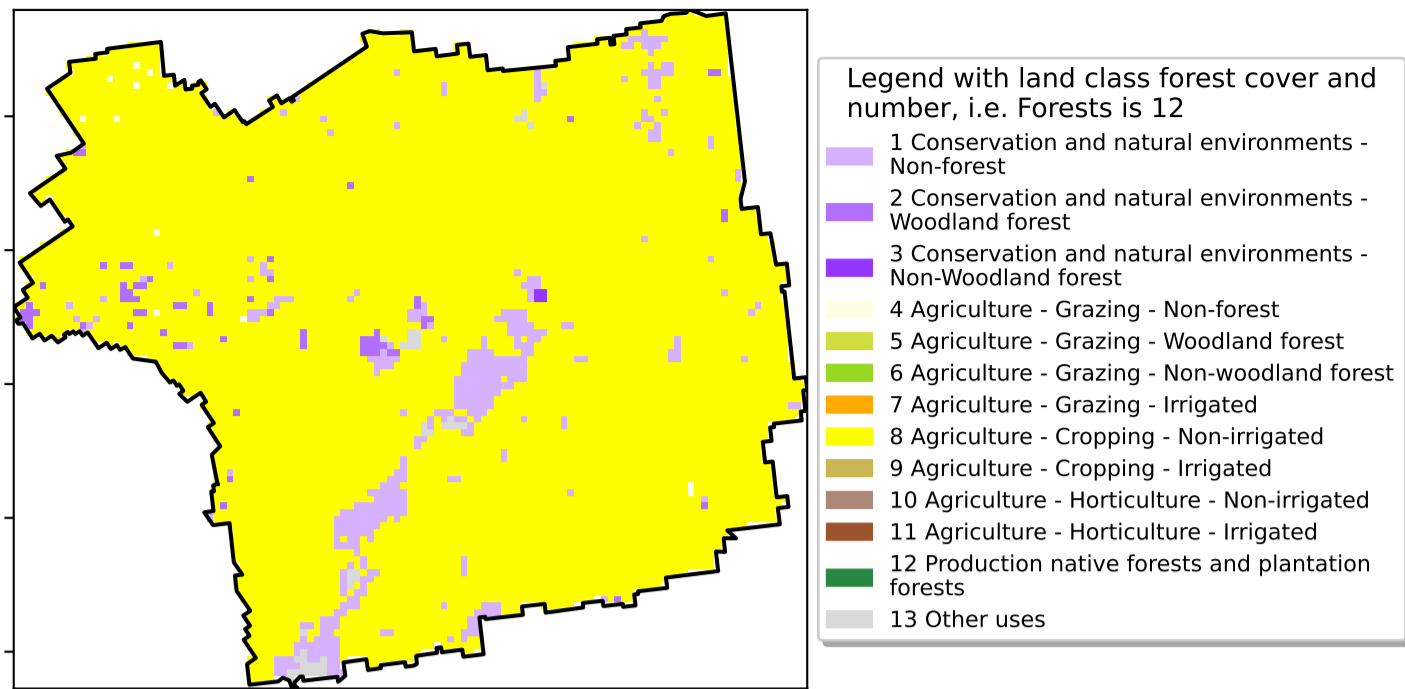 Legend with land class forest cover and
number, i.e. Forests is 12
1 Conservation and natural environments -
Non-forest
2 Conservation and natural environments -
Woodland forest
3 Conservation and natural environments -
Non-Woodland forest
4 Agriculture - Grazing - Non-forest
5 Agriculture - Grazing - Woodland forest
6 Agriculture - Grazing - Non-woodland forest
7 Agriculture - Grazing - Irrigated
8 Agriculture - Cropping - Non-irrigated
9 Agriculture - Cropping - Irrigated
10 Agriculture - Horticulture - Non-irrigated
11 Agriculture - Horticulture - Irrigated
12 Production native forests and plantation
forests
13 Other uses